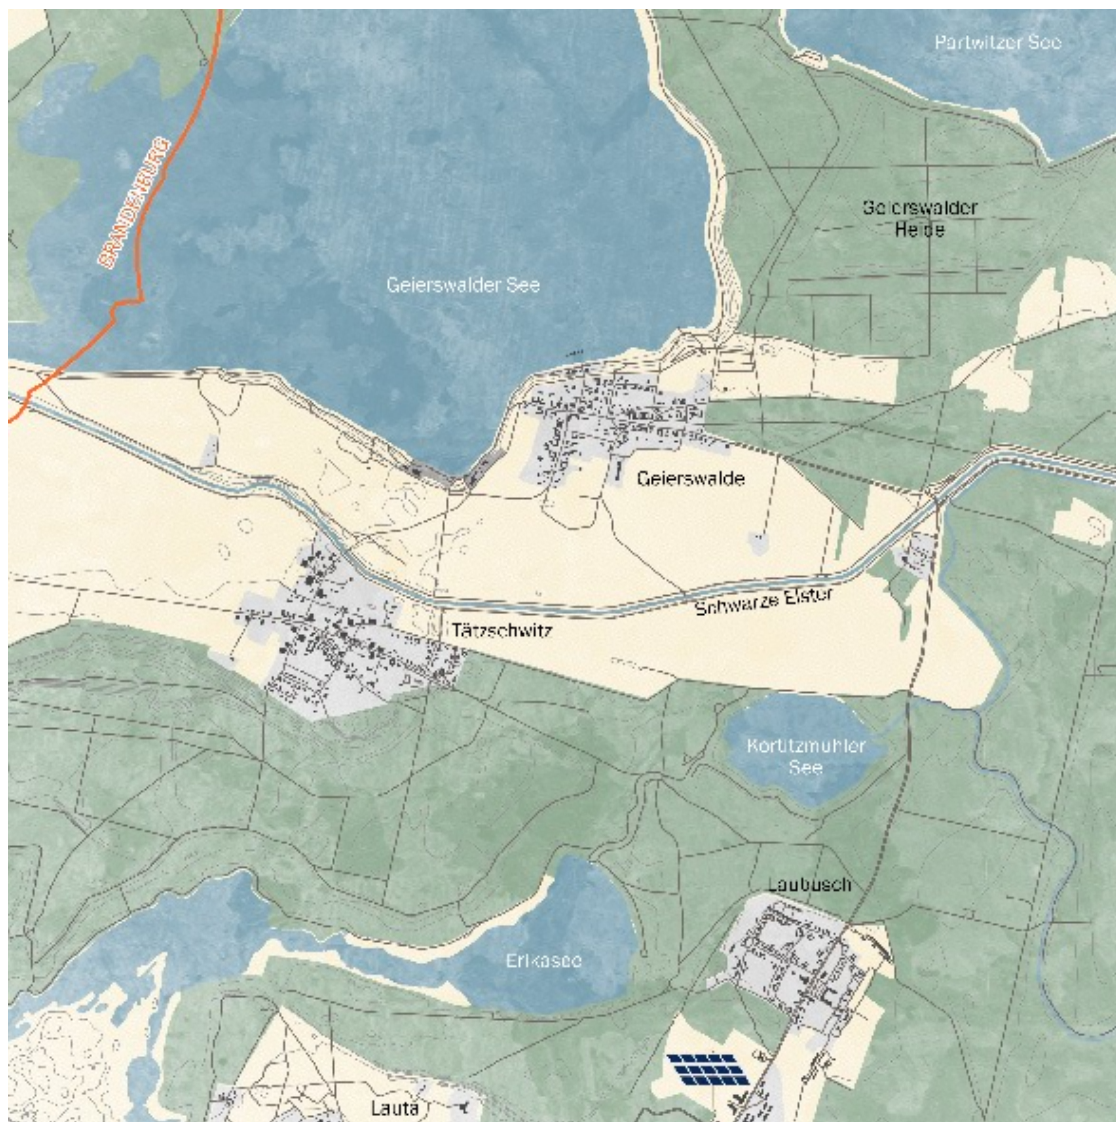 Partwitzer See
BRANDENBURG
Geierswalder
Heide
Geierswalder See
Geierswalde
Schwarze Elster
Tätzschwitz
Kortitzmühler
See
Laubusch
Erikasee
Lauta